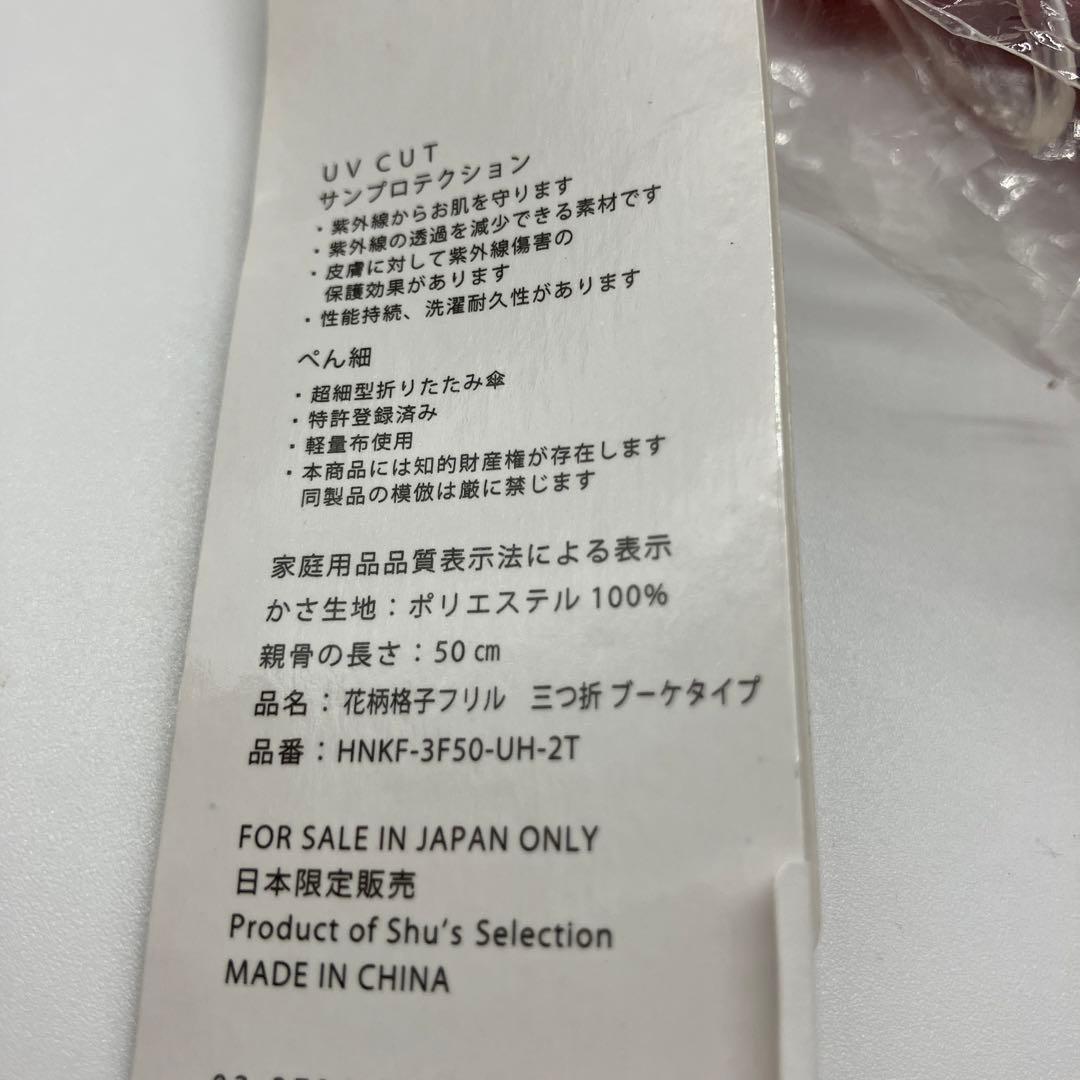 UV CUT
サンプロテクション
・紫外線からお肌を守ります
・紫外線の透過を減少できる素材です
・皮膚に対して紫外線傷害の
保護効果があります
・性能持続、洗濯耐久性があります
ぺん細
・超細型折りたたみ傘
・特許登録済み
・軽量布使用
・本商品には知的財産権が存在します
同製品の模倣は厳に禁じます
家庭用品品質表示法による表示
かさ生地：ポリエステル 100%
親骨の長さ：50㎝
品名：花柄格子フリル　三つ折 ブーケタイプ
品番：HNKF-3F50-UH-2T
FOR SALE IN JAPAN ONLY
日本限定販売
Product of Shu's Selection
MADE IN CHINA